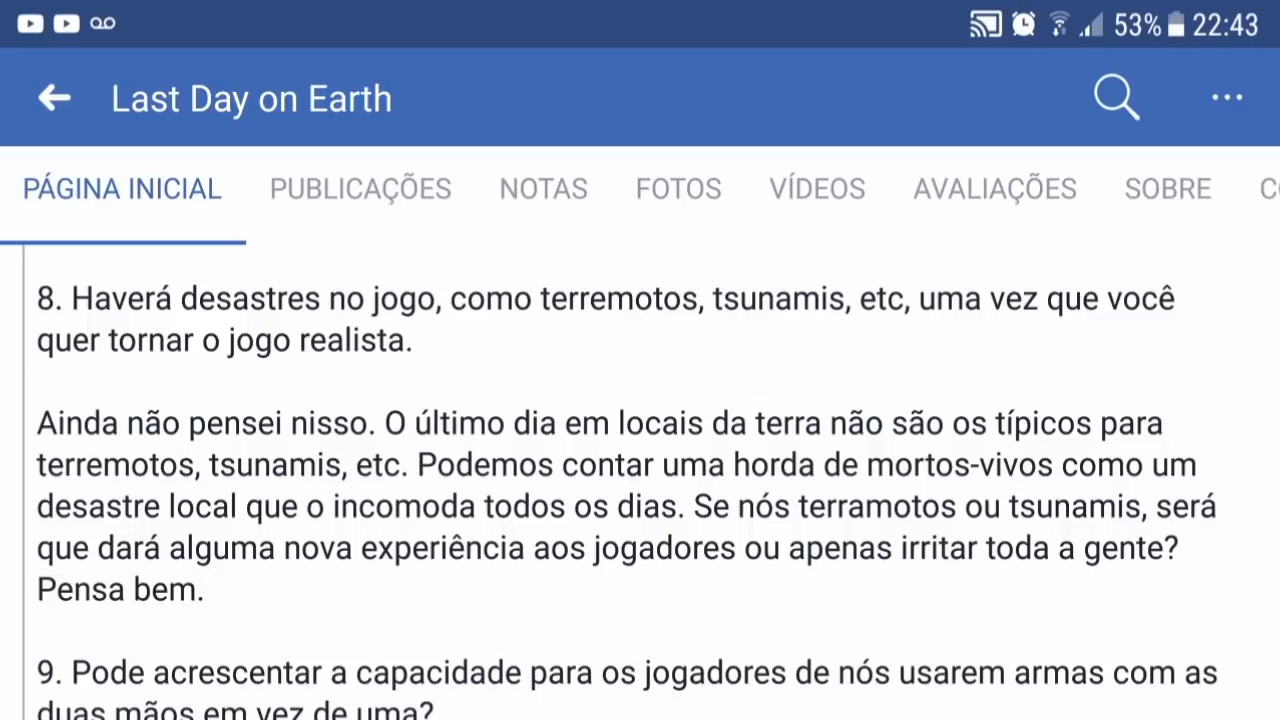 53% 22:43
Last Day on Earth
PÁGINA INICIAL PUBLICAÇÕES NOTAS FOTOS VÍDEOS AVALIAÇÕES SOBRE
8. Haverá desastres no jogo, como terremotos, tsunamis, etc, uma vez que você
quer tornar o jogo realista.
Ainda não pensei nisso. O último dia em locais da terra não são os típicos para
terremotos, tsunamis, etc. Podemos contar uma horda de mortos-vivos como um
desastre local que o incomoda todos os dias. Se nós terramotos ou tsunamis, será
que dará alguma nova experiência aos jogadores ou apenas irritar toda a gente?
Pensa bem.
9. Pode acrescentar a capacidade para os jogadores de nós usarem armas com as
duas mãos em vez de uma?